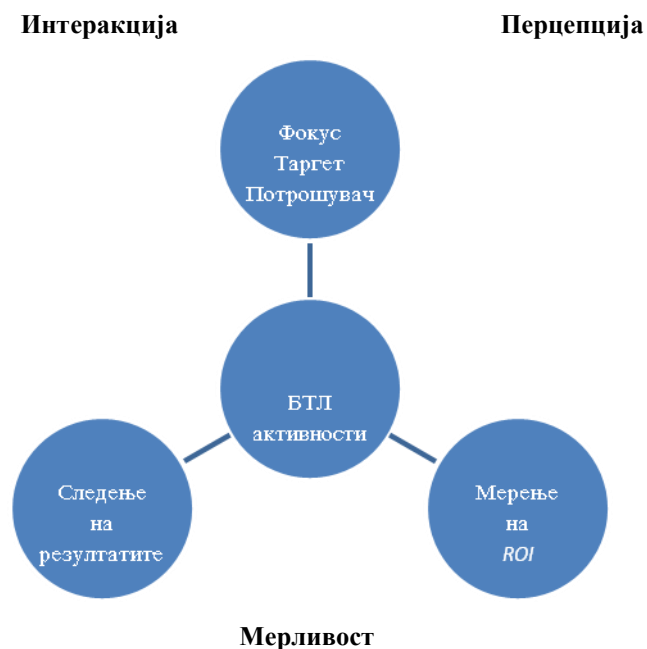 Интеракција
Перцепција
Фокус
Таргет
Потрошувач
БТЛ
активности
Следење
на
резултатите
Мерење
на
ROI
Мерливост